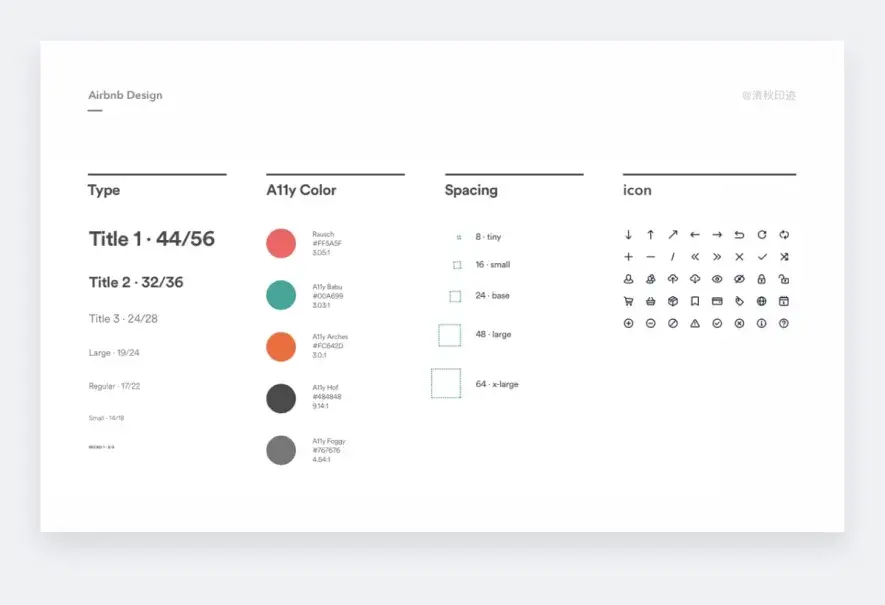 Airbnb Design
@清秋印迹
Type
Title 1 · 44/56
Title 2 · 32/36
Title 3 · 24/28
Large · 19/24
Regular · 17/22
Small · 14/18
A11y Color
Rausch
#FF5A5F
3.05:1
A11y Babu
#00A699
3.03:1
A11y Arches
#FC642D
3.0:1
A11y Hof
#484848
9.14:1
A11y Foggy
#767676
4.54:1
Spacing
8 · tiny
16 · small
24 · base
48 · large
64 · x-large
icon